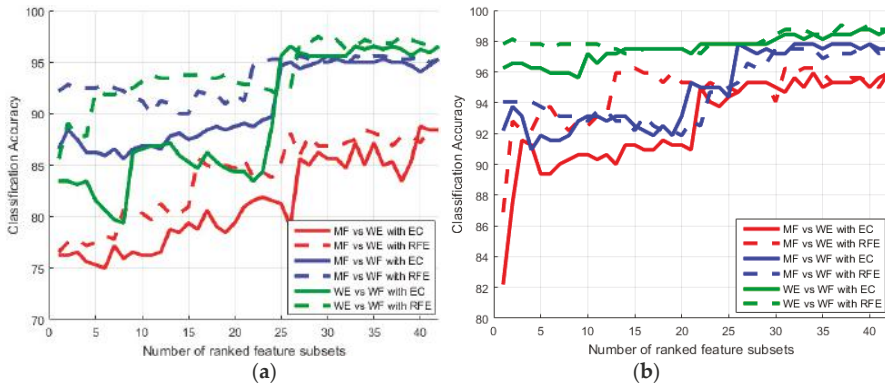 100
95
90
85
80
75
70
Classification Accuracy
0 5 10 15 20 25 30 35 40
Number of ranked feature subsets
MF vs WE with EC
MF vs WE with RFE
MF vs WF with EC
MF vs WF with RFE
WE vs WF with EC
WE vs WF with RFE
(a)
100
98
96
94
92
90
88
86
84
82
80
Classification Accuracy
0 5 10 15 20 25 30 35 40
Number of ranked feature subsets
MF vs WE with EC
MF vs WE with RFE
MF vs WF with EC
MF vs WF with RFE
WE vs WF with EC
WE vs WF with RFE
(b)